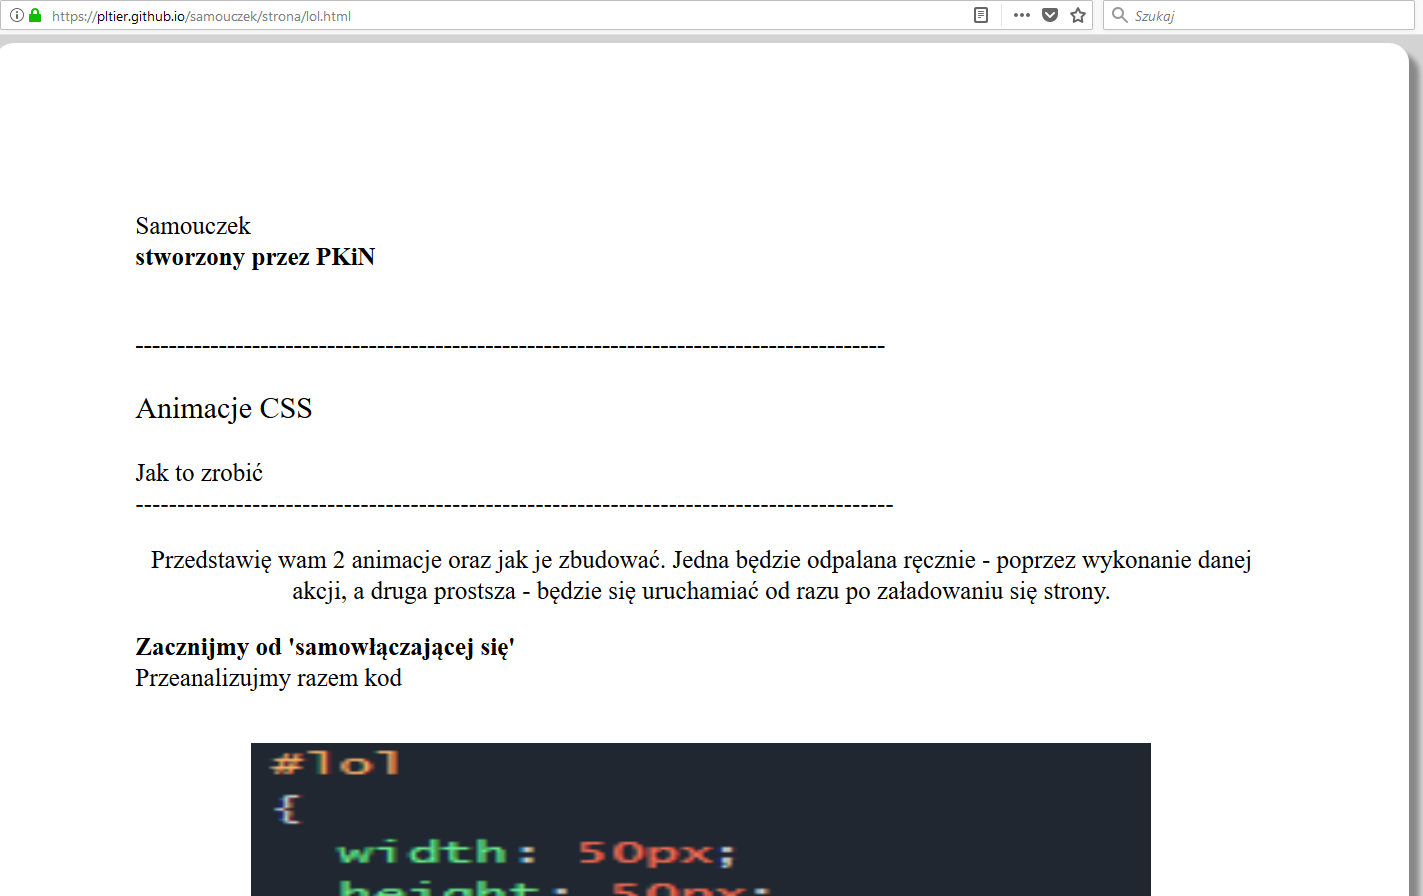 https://pltier.github.io/samouczek/strona/lol.html
Szukaj
Samouczek
stworzony przez PKiN
------------------------------------------------------------------------------------------
Animacje CSS
Jak to zrobić
-------------------------------------------------------------------------------------------
Przedstawię wam 2 animacje oraz jak je zbudować. Jedna będzie odpalana ręcznie - poprzez wykonanie danej
akcji, a druga prostsza - będzie się uruchamiać od razu po załadowaniu się strony.
Zacznijmy od 'samowłączającej się'
Przeanalizujmy razem kod
#lol
{
width: 50px;
height: 50px;